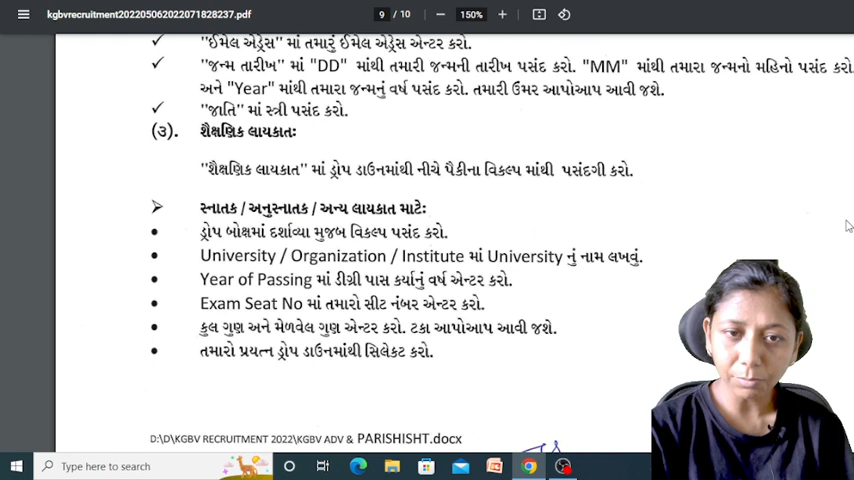 kgbvrecruitment202205062022071828237.pdf
9 / 10
150%
✓ "ઈમેલ એડ્રેસ" માં તમારું ઈમેલ એડ્રેસ એન્ટર કરો.
✓ "જન્મ તારીખ" માં "DD" માંથી તમારી જન્મની તારીખ પસંદ કરો. "MM" માંથી તમારા જન્મનો મહિનો પસંદ કરો
અને "Year" માંથી તમારા જન્મનું વર્ષ પસંદ કરો. તમારી ઉંમર આપોઆપ આવી જશે.
✓ "જાતિ" માં સ્ત્રી પસંદ કરો.
(૩). શૈક્ષણિક લાયકાતઃ
"શૈક્ષણિક લાયકાત" માં ડ્રોપ ડાઉનમાંથી નીચે પૈકીના વિકલ્પ માંથી પસંદગી કરો.
➢ સ્નાતક / અનુસ્નાતક / અન્ય લાયકાત માટેઃ
• ડ્રોપ બોક્ષમાં દર્શાવ્યા મુજબ વિકલ્પ પસંદ કરો.
• University / Organization / Institute માં University નું નામ લખવું.
• Year of Passing માં ડીગ્રી પાસ કર્યાનું વર્ષ એન્ટર કરો.
• Exam Seat No માં તમારો સીટ નંબર એન્ટર કરો.
• કુલ ગુણ અને મેળવેલ ગુણ એન્ટર કરો. ટકા આપોઆપ આવી જશે.
• તમારો પ્રયત્ન ડ્રોપ ડાઉનમાંથી સિલેકટ કરો.
D:\D\KGBV RECRUITMENT 2022\KGBV ADV & PARISHISHT.docx
Type here to search